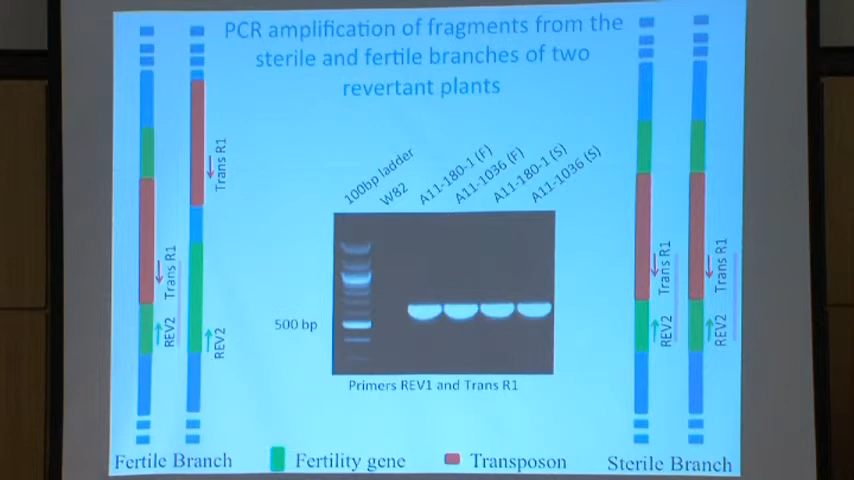 PCR amplification of fragments from the
sterile and fertile branches of two
revertant plants
Trans R1
Trans R1
REV2
REV2
100bp ladder
W82
A11-180-1 (F)
A11-1036 (F)
A11-180-1 (S)
A11-1036 (S)
500 bp
Primers REV1 and Trans R1
Trans R1
Trans R1
REV2
REV2
Fertile Branch
Fertility gene
Transposon
Sterile Branch